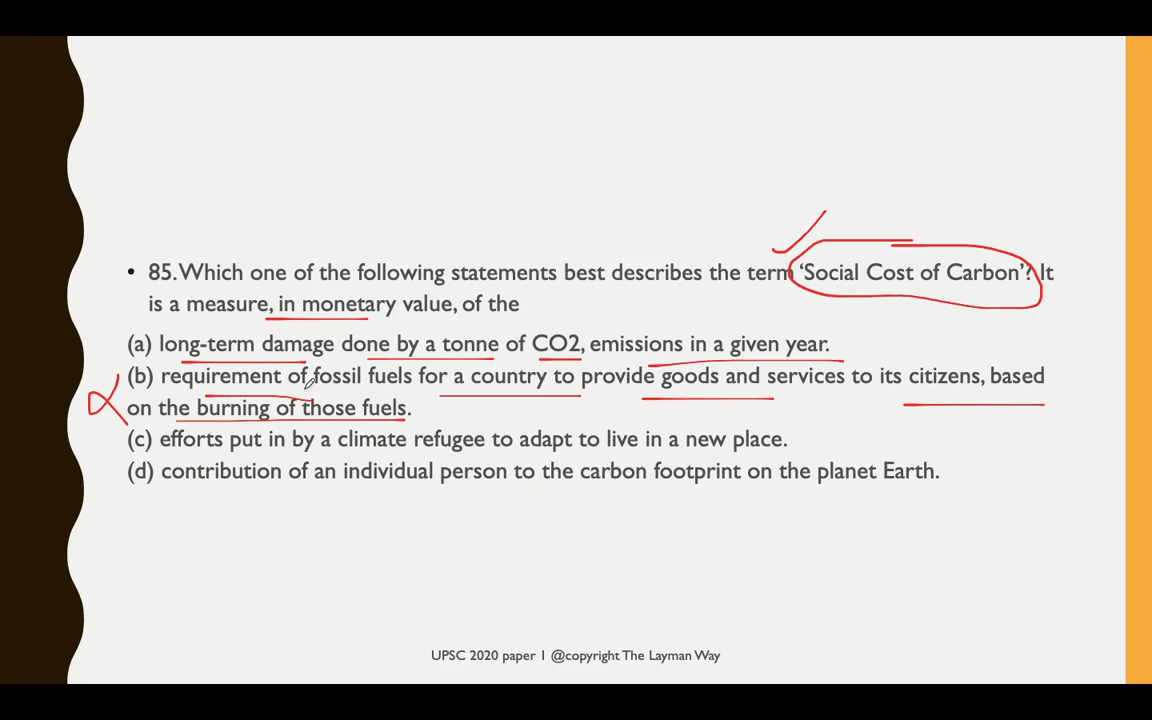 • 85. Which one of the following statements best describes the term ‘Social Cost of Carbon’? It
is a measure, in monetary value, of the
(a) long-term damage done by a tonne of CO2, emissions in a given year.
(b) requirement of fossil fuels for a country to provide goods and services to its citizens, based
on the burning of those fuels.
(c) efforts put in by a climate refugee to adapt to live in a new place.
(d) contribution of an individual person to the carbon footprint on the planet Earth.
UPSC 2020 paper 1 @copyright The Layman Way